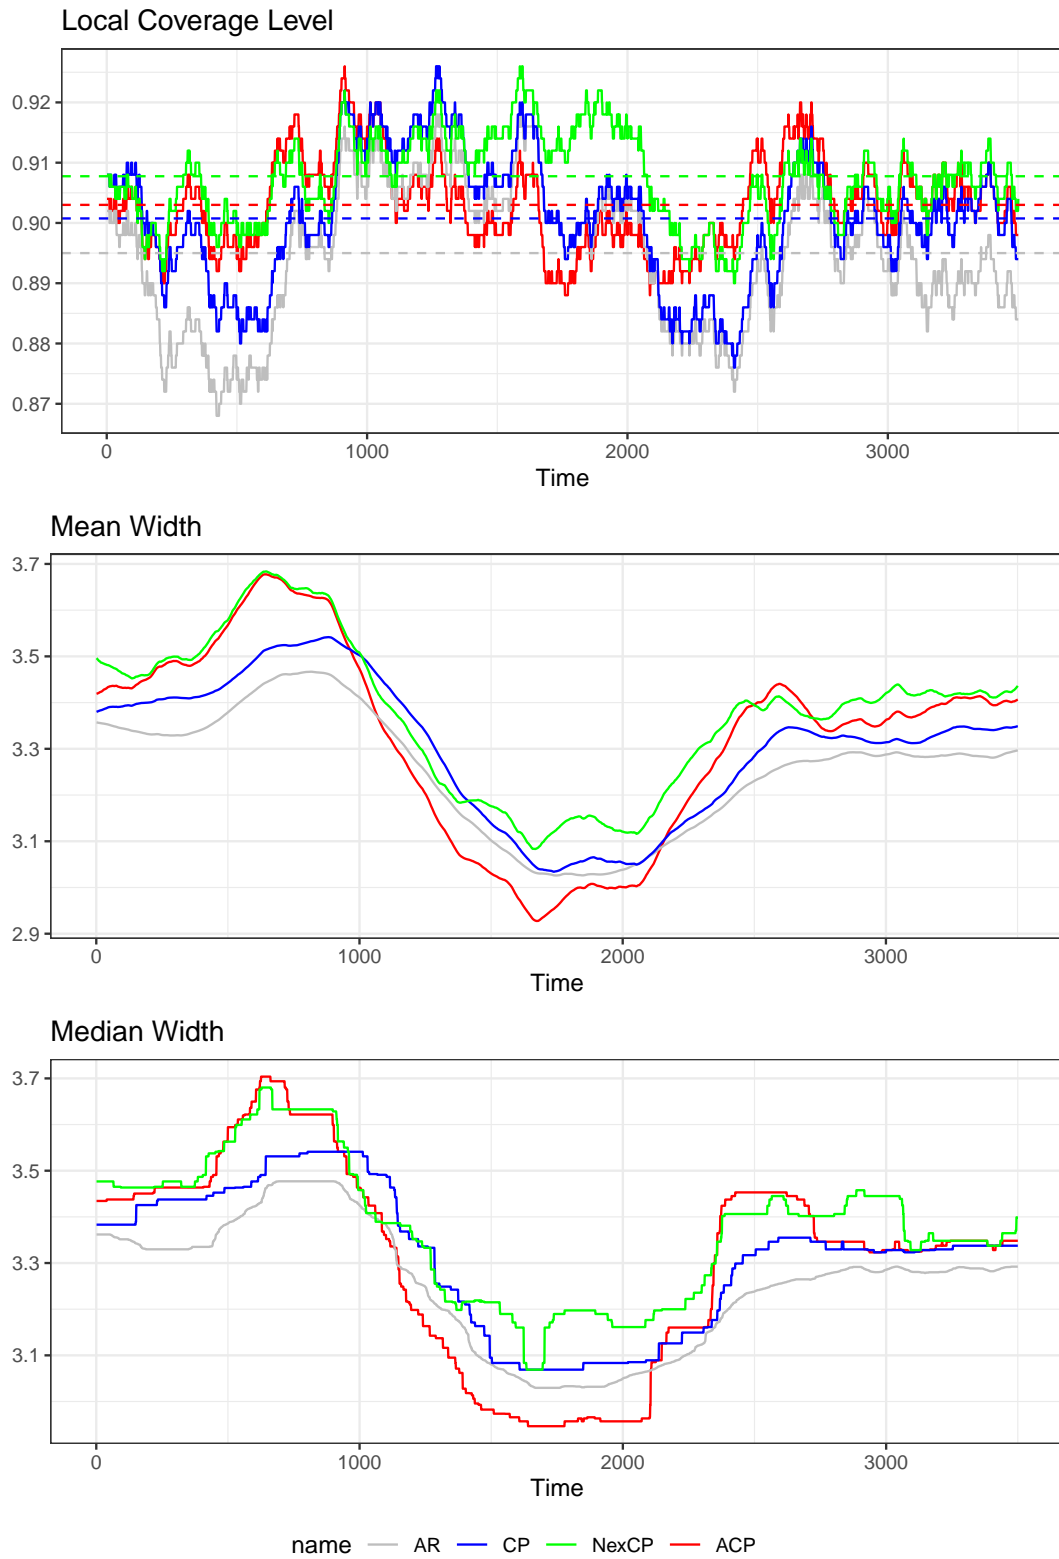 Local Coverage Level
0.92
0.91
0.90
0.89
0.88
0.87
0 1000 2000 3000
Time
Mean Width
3.7
3.5
3.3
3.1
2.9
0 1000 2000 3000
Time
Median Width
3.7
3.5
3.3
3.1
0 1000 2000 3000
Time
name AR CP NexCP ACP